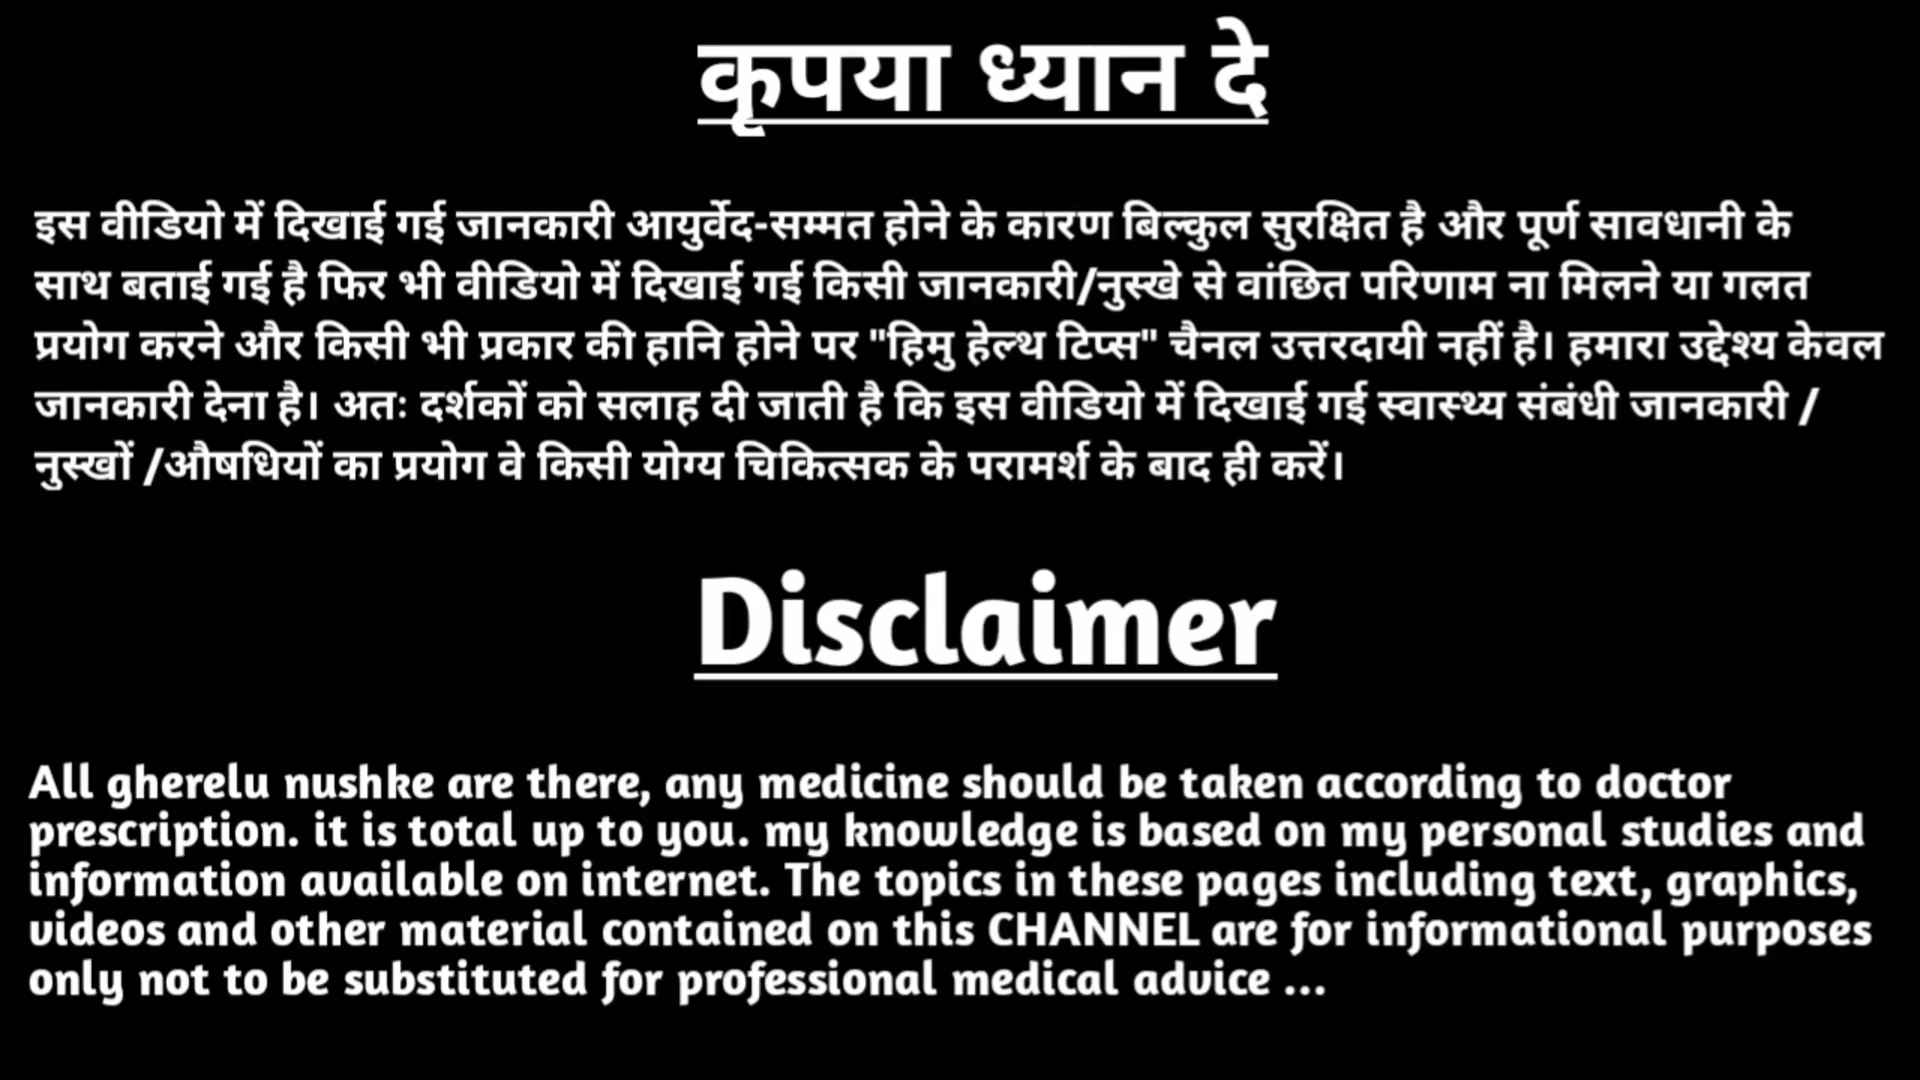 कृपया ध्यान दे
इस वीडियो में दिखाई गई जानकारी आयुर्वेद-सम्मत होने के कारण बिल्कुल सुरक्षित है और पूर्ण सावधानी के
साथ बताई गई है फिर भी वीडियो में दिखाई गई किसी जानकारी/नुस्खे से वांछित परिणाम ना मिलने या गलत
प्रयोग करने और किसी भी प्रकार की हानि होने पर "हिमु हेल्थ टिप्स" चैनल उत्तरदायी नहीं है। हमारा उद्देश्य केवल
जानकारी देना है। अतः दर्शकों को सलाह दी जाती है कि इस वीडियो में दिखाई गई स्वास्थ्य संबंधी जानकारी /
नुस्खों /औषधियों का प्रयोग वे किसी योग्य चिकित्सक के परामर्श के बाद ही करें।
Disclaimer
All gherelu nushke are there, any medicine should be taken according to doctor
prescription. it is total up to you. my knowledge is based on my personal studies and
information available on internet. The topics in these pages including text, graphics,
videos and other material contained on this CHANNEL are for informational purposes
only not to be substituted for professional medical advice ...